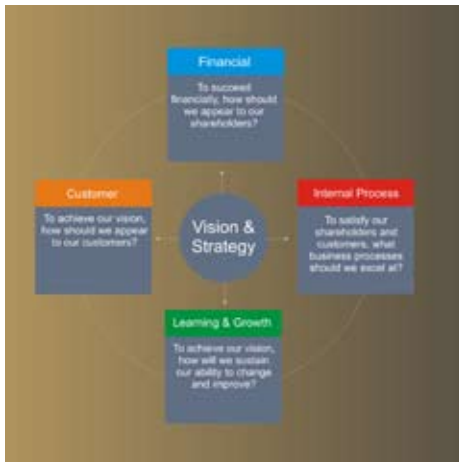 Financial
To succeed
financially, how should
we appear to our
shareholders?
Customer
To achieve our vision,
how should we appear
to our customers?
Vision &
Strategy
Internal Process
To satisfy our
shareholders and
customers, what
business processes
should we excel at?
Learning & Growth
To achieve our vision,
how will we sustain
our ability to change
and improve?